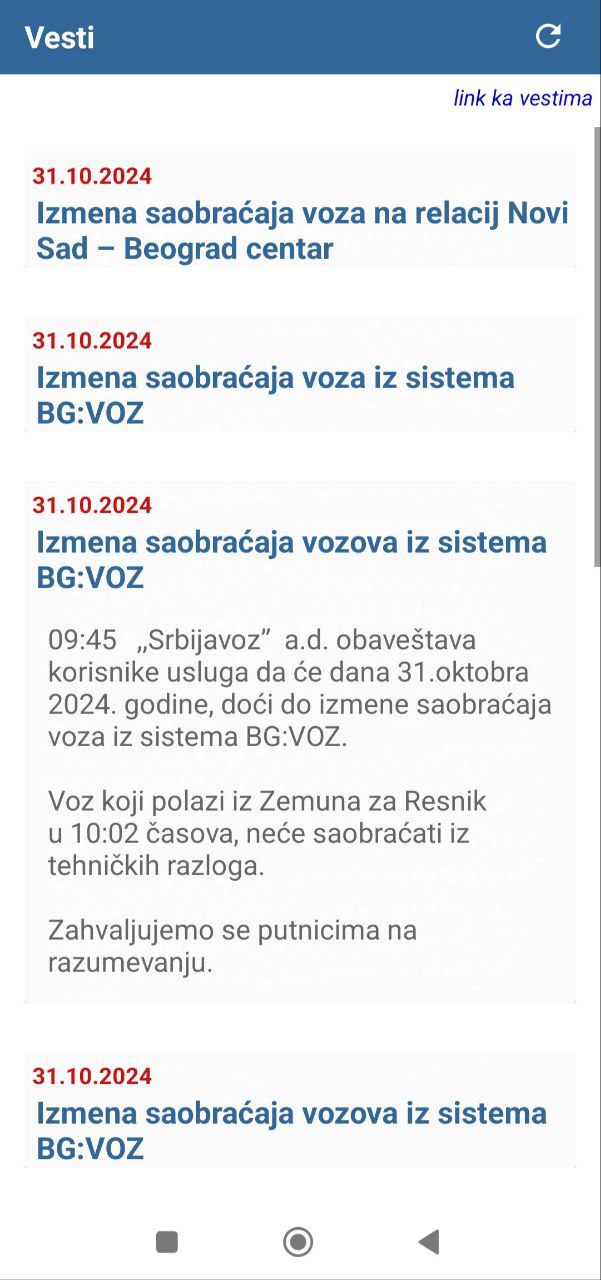 Vesti
link ka vestima
31.10.2024
Izmena saobraćaja voza na relacij Novi
Sad – Beograd centar
31.10.2024
Izmena saobraćaja voza iz sistema
BG:VOZ
31.10.2024
Izmena saobraćaja vozova iz sistema
BG:VOZ
09:45 „Srbijavoz” a.d. obaveštava
korisnike usluga da će dana 31.oktobra
2024. godine, doći do izmene saobraćaja
voza iz sistema BG:VOZ.
Voz koji polazi iz Zemuna za Resnik
u 10:02 časova, neće saobraćati iz
tehničkih razloga.
Zahvaljujemo se putnicima na
razumevanju.
31.10.2024
Izmena saobraćaja vozova iz sistema
BG:VOZ